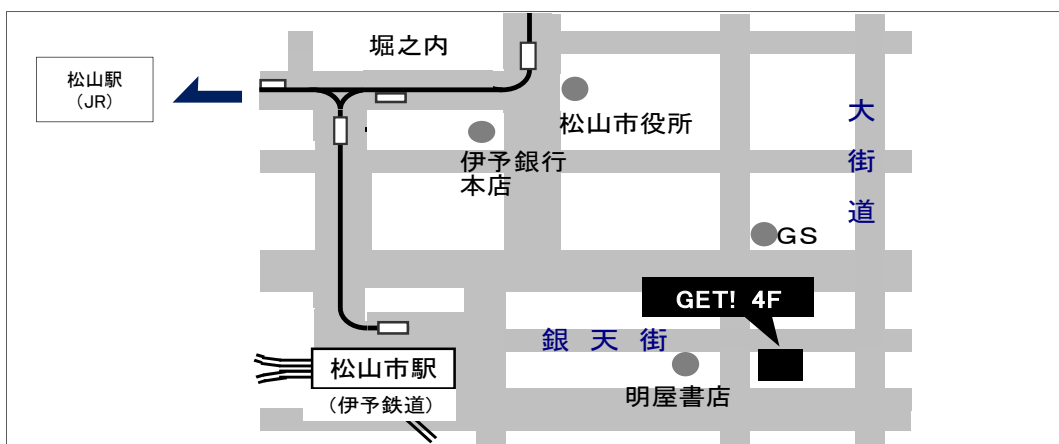 堀之内
松山駅
(JR)
松山市役所
大街道
伊予銀行
本店
GS
GET! 4F
銀天街
松山市駅
(伊予鉄道)
明屋書店